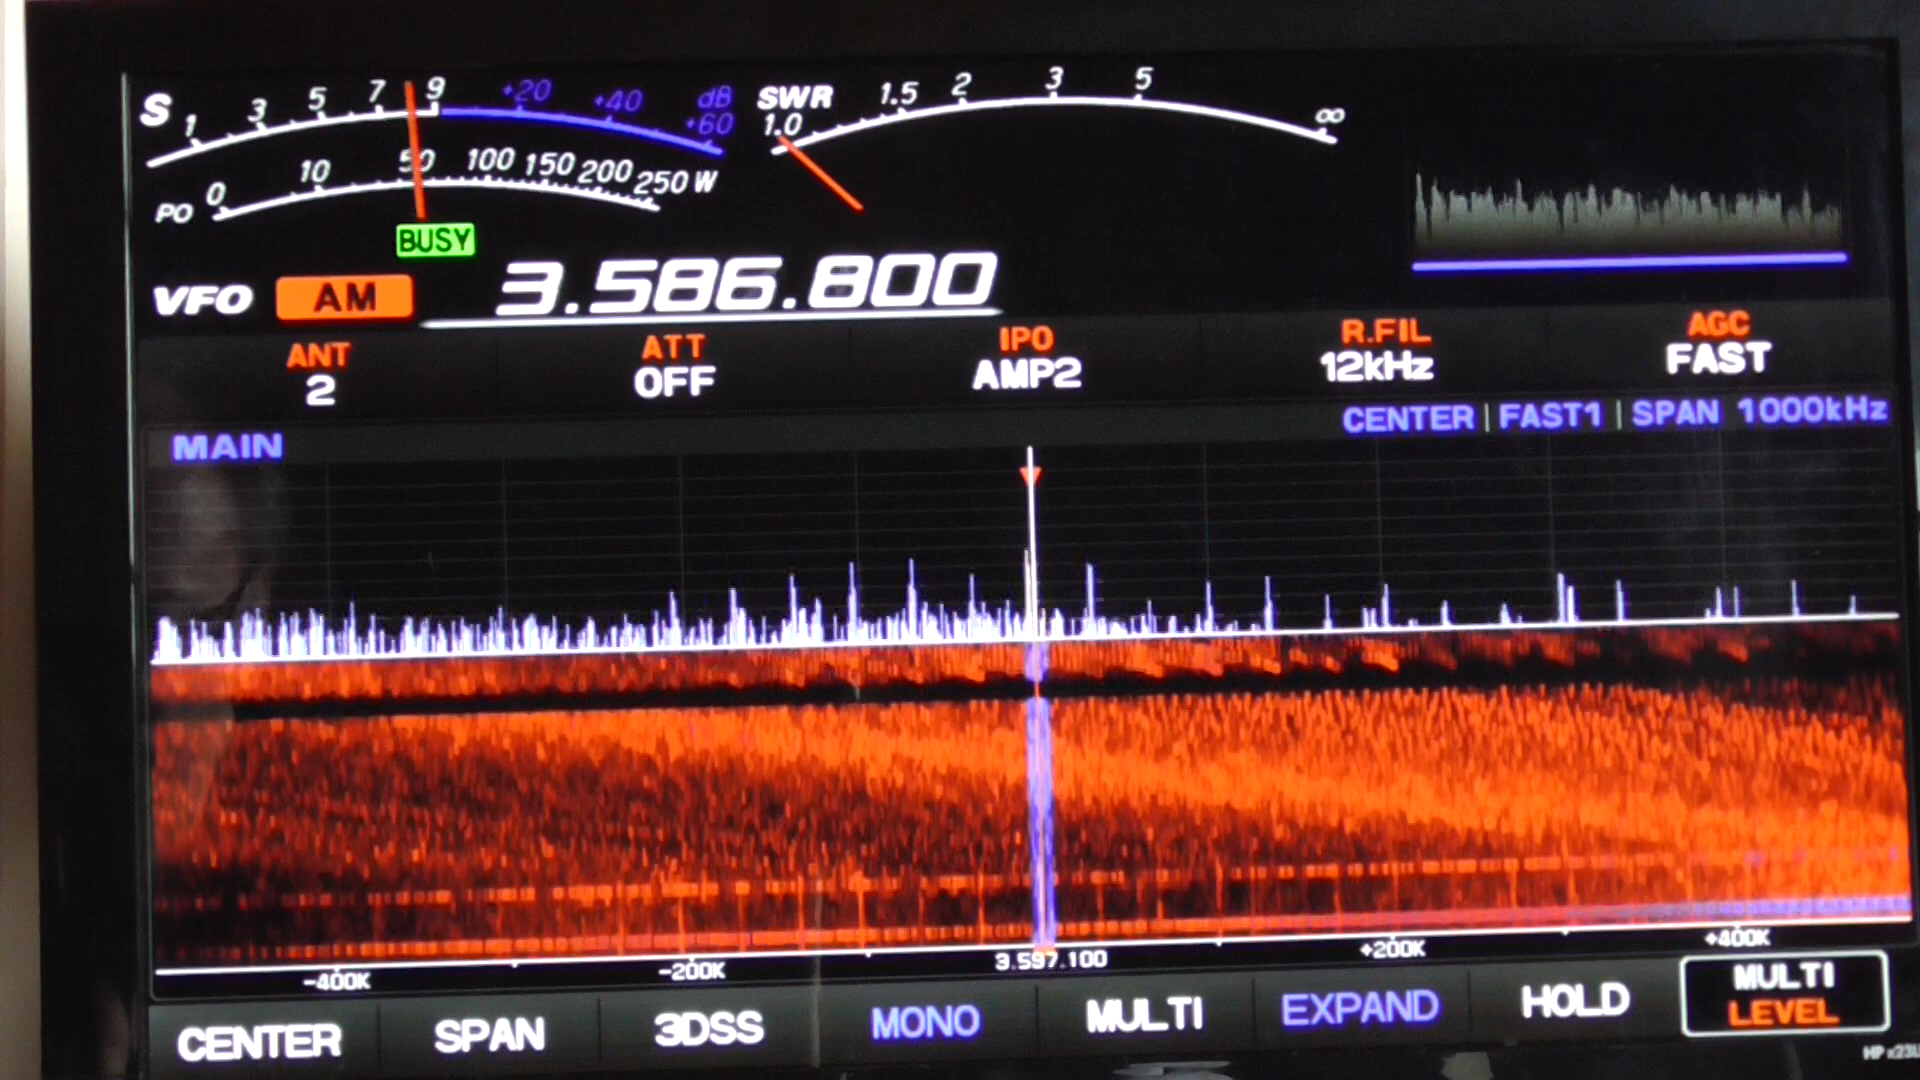 S 1 3 5 7 9 +20 +40 dB +60
SWR 1.0 1.5 2 3 5 ∞
PO 0 10 50 100 150 200 250 W
BUSY
VFO AM 3.586.800
ANT ATT IPO R.FIL AGC
2 OFF AMP2 12kHz FAST
CENTER | FAST1 | SPAN 1000kHz
MAIN
-400K -200K 3.597.100 +200K +400K
CENTER SPAN 3DSS MONO MULTI EXPAND HOLD MULTI
LEVEL